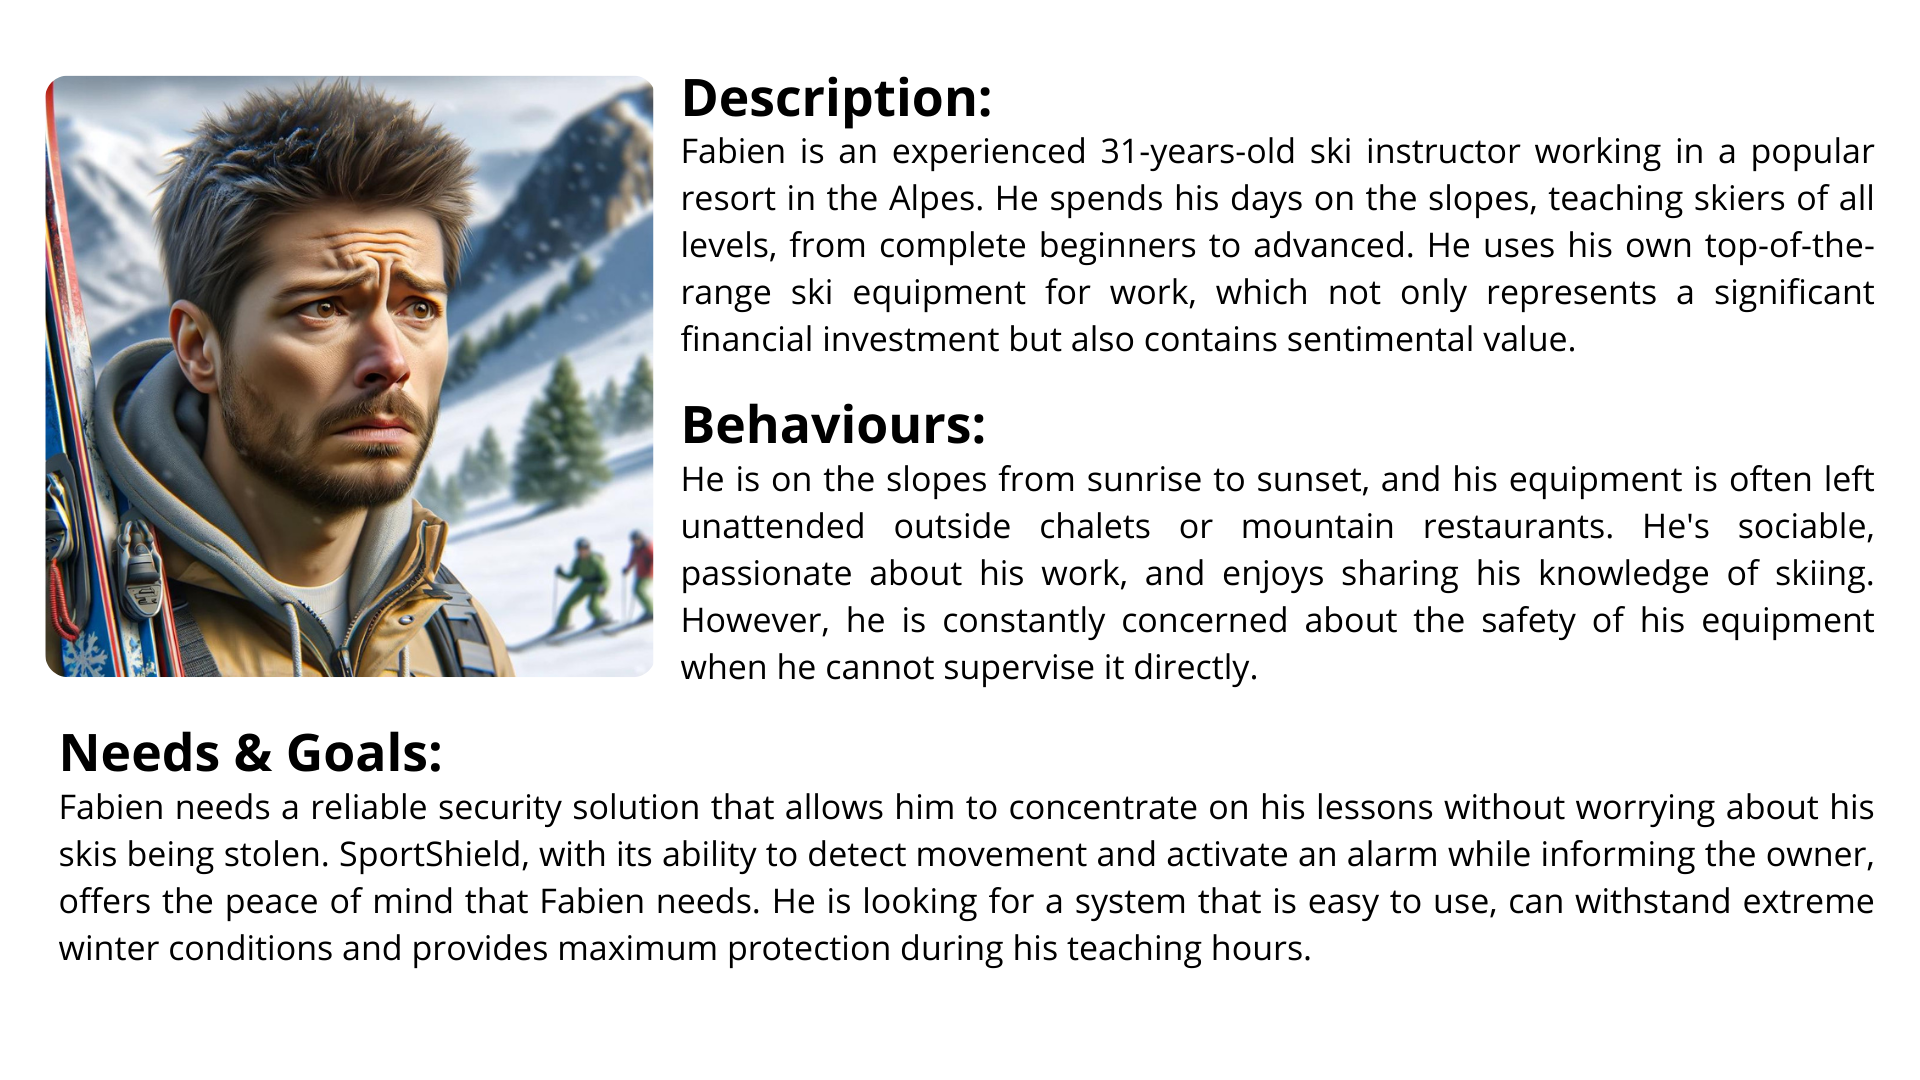 Description:
Fabien is an experienced 31-years-old ski instructor working in a popular
resort in the Alpes. He spends his days on the slopes, teaching skiers of all
levels, from complete beginners to advanced. He uses his own top-of-the-
range ski equipment for work, which not only represents a significant
financial investment but also contains sentimental value.
Behaviours:
He is on the slopes from sunrise to sunset, and his equipment is often left
unattended outside chalets or mountain restaurants. He's sociable,
passionate about his work, and enjoys sharing his knowledge of skiing.
However, he is constantly concerned about the safety of his equipment
when he cannot supervise it directly.
Needs & Goals:
Fabien needs a reliable security solution that allows him to concentrate on his lessons without worrying about his
skis being stolen. SportShield, with its ability to detect movement and activate an alarm while informing the owner,
offers the peace of mind that Fabien needs. He is looking for a system that is easy to use, can withstand extreme
winter conditions and provides maximum protection during his teaching hours.